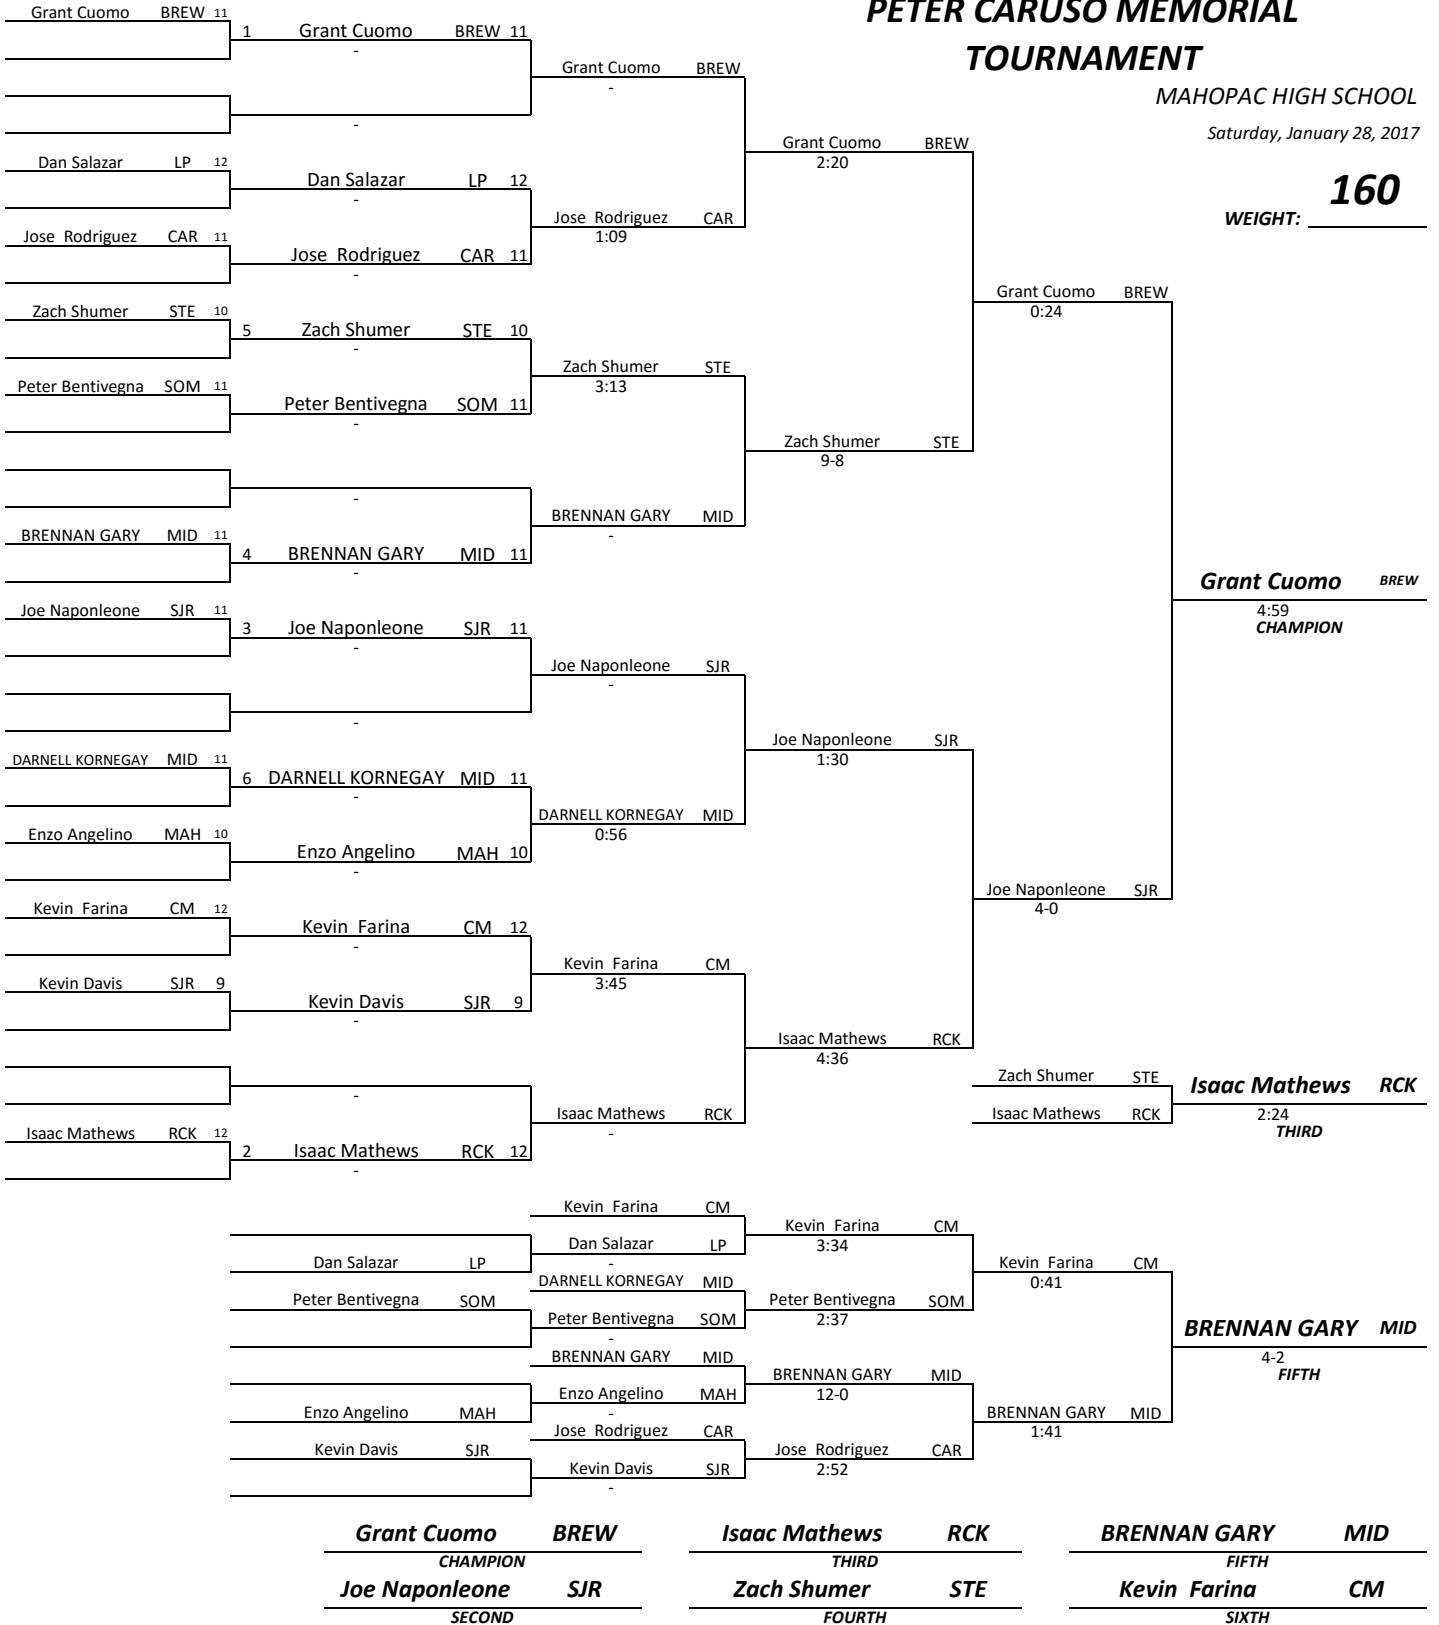 PETER CARUSO MEMORIAL
TOURNAMENT
MAHOPAC HIGH SCHOOL
Saturday, January 28, 2017
160
WEIGHT:
Grant Cuomo BREW 11
Dan Salazar LP 12
Jose Rodriguez CAR 11
Zach Shumer STE 10
Peter Bentivegna SOM 11
BRENNAN GARY MID 11
Joe Naponleone SJR 11
DARNELL KORNEGAY MID 11
Enzo Angelino MAH 10
Kevin Farina CM 12
Kevin Davis SJR 9
Isaac Mathews RCK 12
1 Grant Cuomo BREW 11
-
-
Dan Salazar LP 12
-
Jose Rodriguez CAR 11
-
5 Zach Shumer STE 10
-
Peter Bentivegna SOM 11
-
-
4 BRENNAN GARY MID 11
-
3 Joe Naponleone SJR 11
-
-
6 DARNELL KORNEGAY MID 11
-
Enzo Angelino MAH 10
-
Kevin Farina CM 12
-
Kevin Davis SJR 9
-
-
2 Isaac Mathews RCK 12
-
Grant Cuomo BREW
-
Jose Rodriguez CAR
1:09
Zach Shumer STE
3:13
BRENNAN GARY MID
-
Joe Naponleone SJR
-
DARNELL KORNEGAY MID
0:56
Kevin Farina CM
3:45
Isaac Mathews RCK
-
Grant Cuomo BREW
2:20
Zach Shumer STE
9-8
Joe Naponleone SJR
1:30
Isaac Mathews RCK
4:36
Grant Cuomo BREW
0:24
Joe Naponleone SJR
4-0
Grant Cuomo BREW
4:59
CHAMPION
Zach Shumer STE
Isaac Mathews RCK
Isaac Mathews RCK
2:24
THIRD
Dan Salazar LP
Peter Bentivegna SOM
Enzo Angelino MAH
Kevin Davis SJR
Kevin Farina CM
Dan Salazar LP
-
DARNELL KORNEGAY MID
Peter Bentivegna SOM
-
BRENNAN GARY MID
Enzo Angelino MAH
-
Jose Rodriguez CAR
Kevin Davis SJR
-
Kevin Farina CM
3:34
Peter Bentivegna SOM
2:37
BRENNAN GARY MID
12-0
Jose Rodriguez CAR
2:52
Kevin Farina CM
0:41
BRENNAN GARY MID
1:41
BRENNAN GARY MID
4-2
FIFTH
Grant Cuomo BREW
CHAMPION
Isaac Mathews RCK
THIRD
BRENNAN GARY MID
FIFTH
Joe Naponleone SJR
SECOND
Zach Shumer STE
FOURTH
Kevin Farina CM
SIXTH